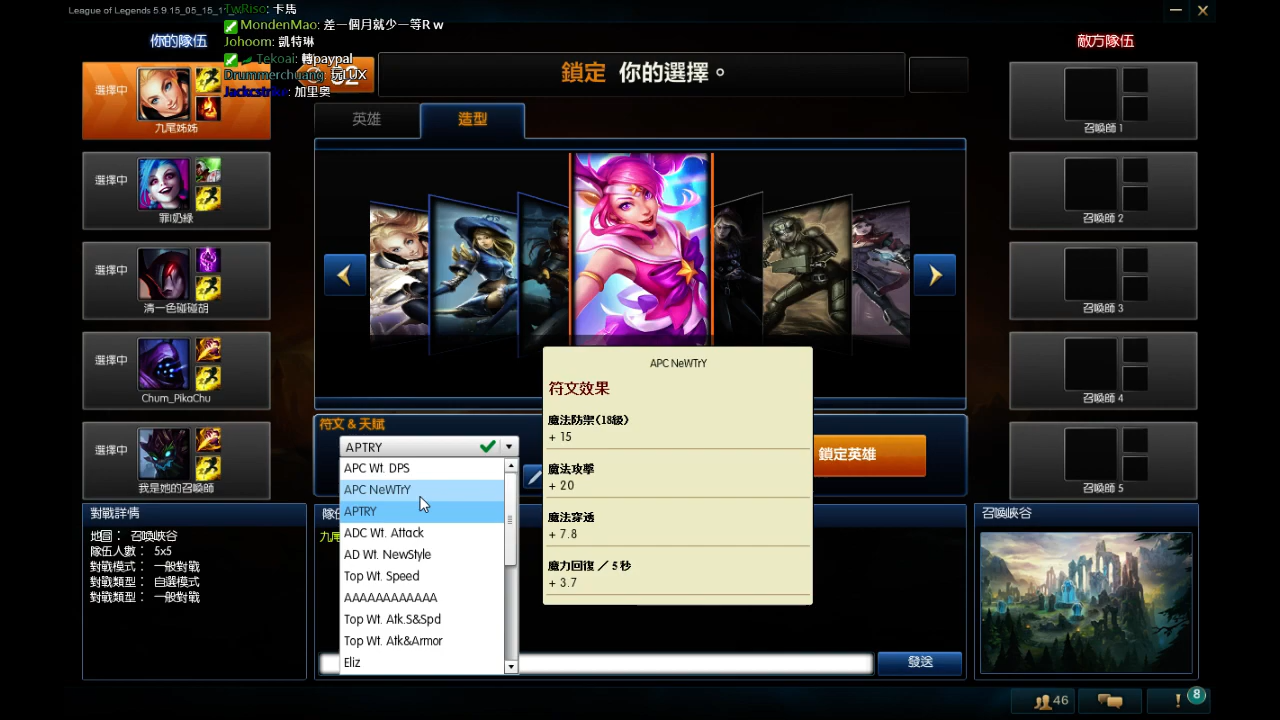 League of Legends 5.9 15_05_15_1
TwRiso: 卡馬
MondenMao: 差一個月就少一等R w
Johoom: 凱特琳
Tekoal: 轉paypal
Drummerchuang: 玩LUX
Jackcstrike: 加里奧
你的隊伍
鎖定 你的選擇。
敵方隊伍
選擇中
九尾姊姊
選擇中
罪!奶綠
選擇中
清一色碰碰胡
選擇中
Chum_PikaChu
選擇中
我是她的召喚師
英雄
造型
召喚師 1
召喚師 2
召喚師 3
召喚師 4
召喚師 5
符文 & 天賦
APTRY
APC Wt. DPS
APC NeWTrY
APTRY
ADC Wt. Attack
AD Wt. NewStyle
Top Wt. Speed
AAAAAAAAAAAA
Top Wt. Atk.S&Spd
Top Wt. Atk&Armor
Eliz
APC NeWTrY
符文效果
魔法防禦(18級)
+ 15
魔法攻擊
+ 20
魔法穿透
+ 7.8
魔力回復 / 5 秒
+ 3.7
鎖定英雄
對戰詳情
地圖： 召喚峽谷
隊伍人數： 5x5
對戰模式： 一般對戰
對戰類型： 自選模式
對戰類型： 一般對戰
隊伍
九尾
發送
召喚峽谷
46
8